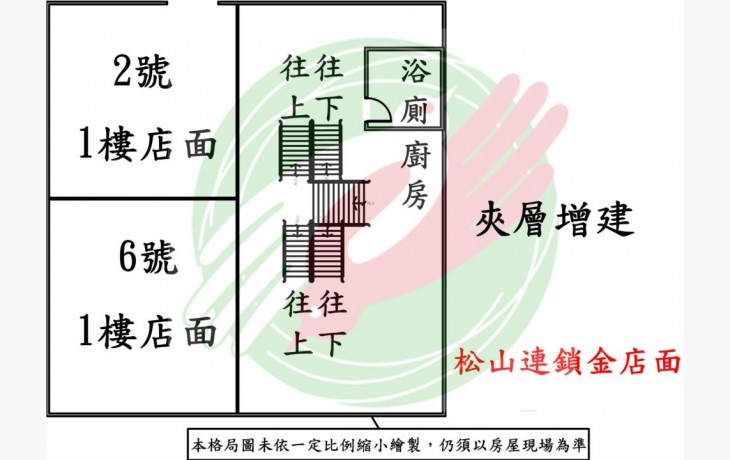 2號
1樓店面
6號
1樓店面
往上
往下
浴廁
廚房
往上
往下
夾層增建
松山連鎖金店面
本格局圖未依一定比例縮小繪製，仍須以房屋現場為準